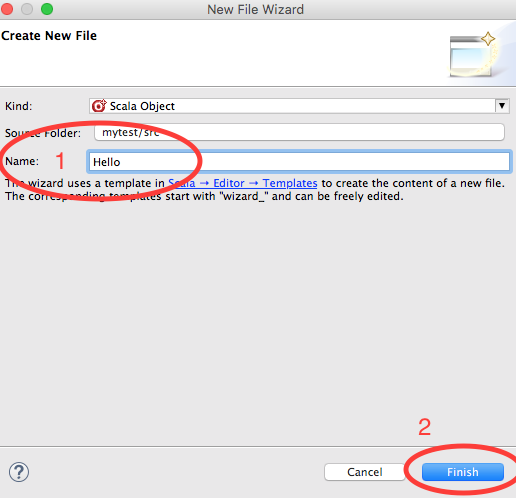 New File Wizard
Create New File
Kind: Scala Object
Source Folder: mytest/src
Name: 1 Hello
The wizard uses a template in Scala → Editor → Templates to create the content of a new file.
The corresponding templates start with "wizard_" and can be freely edited.
2
? Cancel Finish